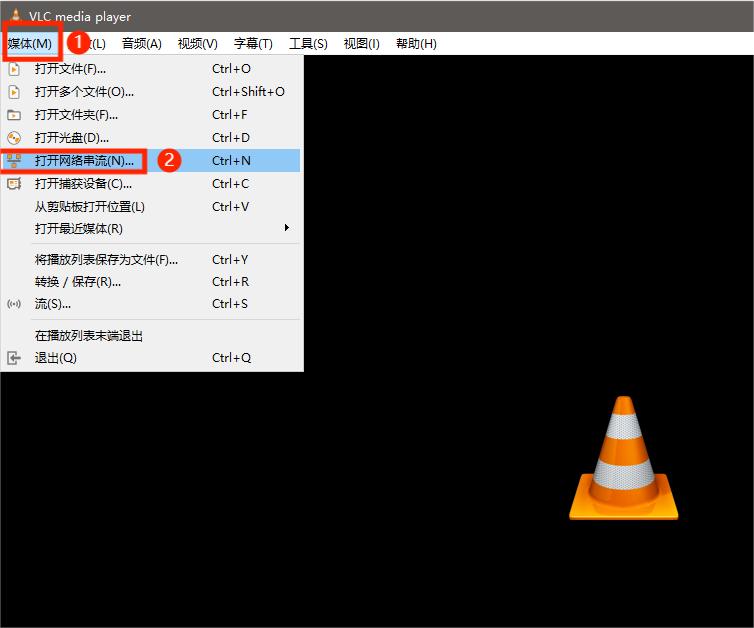 VLC media player
媒体(M) 1 (L) 音频(A) 视频(V) 字幕(T) 工具(S) 视图(I) 帮助(H)
打开文件(F)... Ctrl+O
打开多个文件(O)... Ctrl+Shift+O
打开文件夹(F)... Ctrl+F
打开光盘(D)... Ctrl+D
打开网络串流(N)... 2 Ctrl+N
打开捕获设备(C)... Ctrl+C
从剪贴板打开位置(L) Ctrl+V
打开最近媒体(R)
将播放列表保存为文件(F)... Ctrl+Y
转换 / 保存(R)... Ctrl+R
流(S)... Ctrl+S
在播放列表末端退出
退出(Q) Ctrl+Q